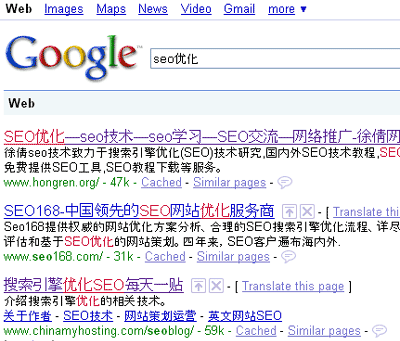 Web Images Maps News Video Gmail more ▼
Google™ seo优化
Web
SEO优化—seo技术—seo学习—SEO交流—网络推广-徐倩网
徐倩seo技术致力于搜索引擎优化(SEO)技术研究,国内外SEO技术教程,SEO
免费提供SEO工具,SEO教程下载等服务。
www.hongren.org/ - 47k - Cached - Similar pages -
SEO168-中国领先的SEO网站优化服务商 - [ Translate this
Seo168提供权威的网站优化方案分析、合理的SEO搜索引擎优化流程、详尽
评估和基于SEO优化的网站策划. 四年来, SEO客户遍布海内外.
www.seo168.com/ - 31k - Cached - Similar pages -
搜索引擎优化SEO每天一贴 - [ Translate this page ]
介绍搜索引擎优化的相关技术。
关于作者 - SEO技术 - 网站策划运营 - 英文网站SEO
www.chinamyhosting.com/seoblog/ - 59k - Cached - Similar pages -